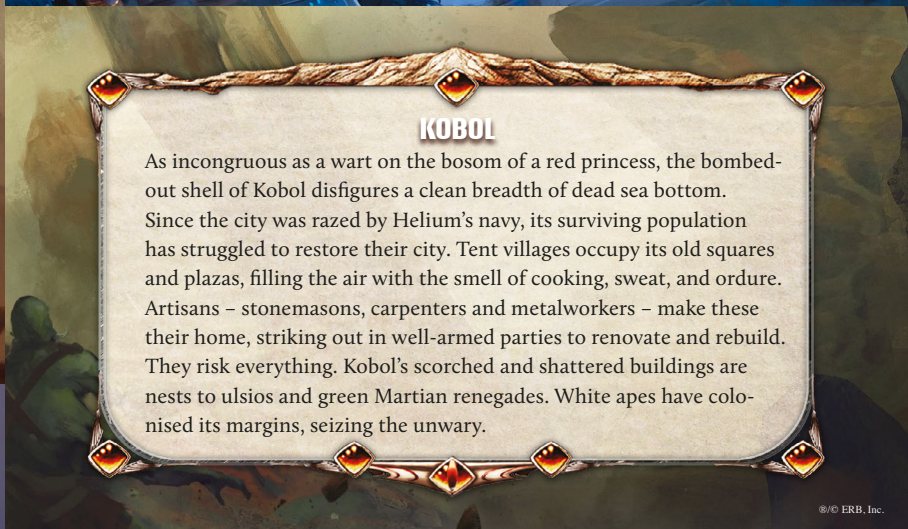 KOBOL
As incongruous as a wart on the bosom of a red princess, the bombed-
out shell of Kobol disfigures a clean breadth of dead sea bottom.
Since the city was razed by Helium's navy, its surviving population
has struggled to restore their city. Tent villages occupy its old squares
and plazas, filling the air with the smell of cooking, sweat, and ordure.
Artisans – stonemasons, carpenters and metalworkers – make these
their home, striking out in well-armed parties to renovate and rebuild.
They risk everything. Kobol's scorched and shattered buildings are
nests to ulsios and green Martian renegades. White apes have colo-
nised its margins, seizing the unwary.
®/© ERB, Inc.